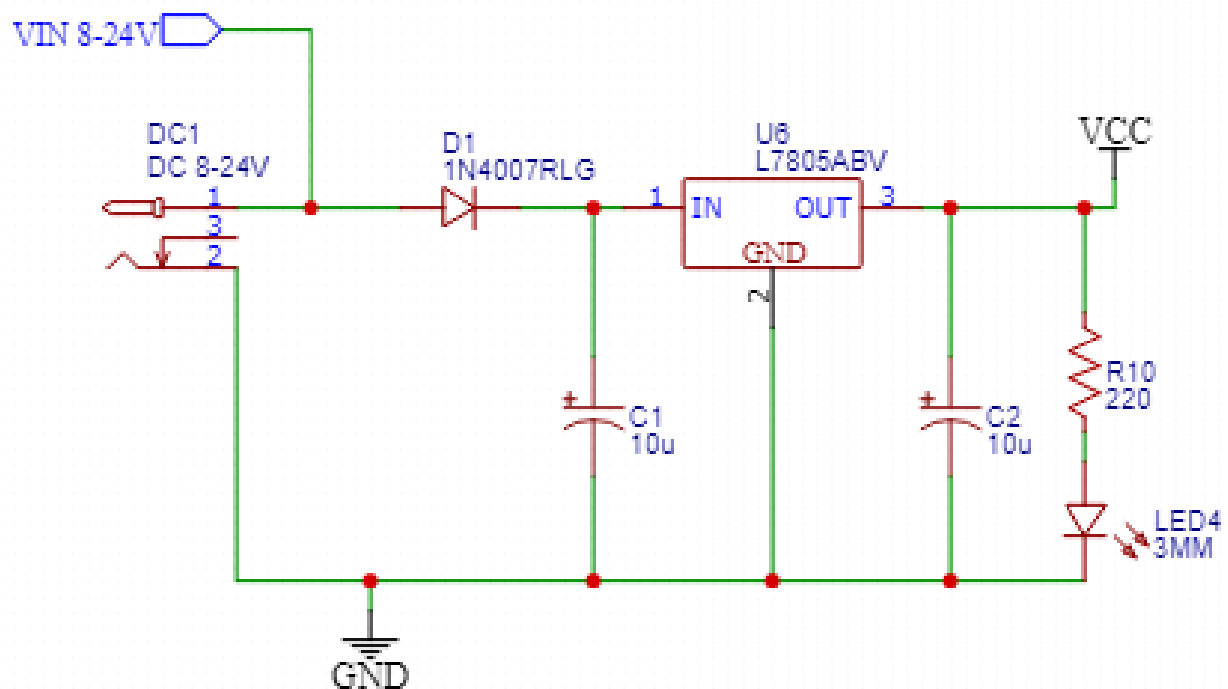 VIN 8-24V
DC1
DC 8-24V
1
3
2
D1
1N4007RLG
U6
L7805ABV
1
IN
OUT
3
GND
2
VCC
+
C1
10u
+
C2
10u
R10
220
LED4
3MM
GND